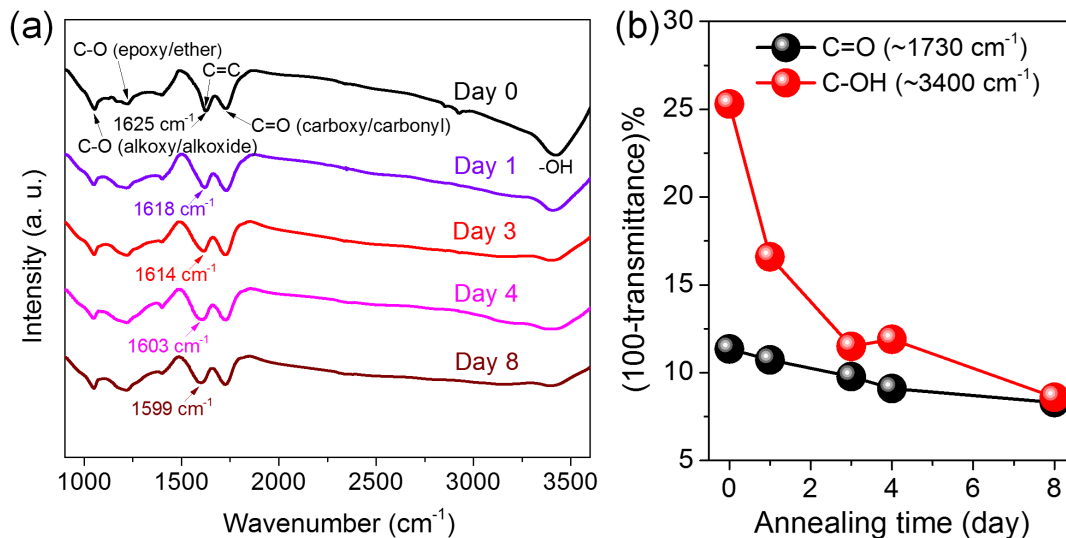 (a)
C-O (epoxy/ether)
C=C
Day 0
1625 cm⁻¹
C=O (carboxy/carbonyl)
C-O (alkoxy/alkoxide)
-OH
Day 1
1618 cm⁻¹
Day 3
1614 cm⁻¹
Day 4
1603 cm⁻¹
Day 8
1599 cm⁻¹
Intensity (a. u.)
1000 1500 2000 2500 3000 3500
Wavenumber (cm⁻¹)
(b)
C=O (~1730 cm⁻¹)
C-OH (~3400 cm⁻¹)
(100-transmittance)%
30
25
20
15
10
5
0 2 4 6 8
Annealing time (day)